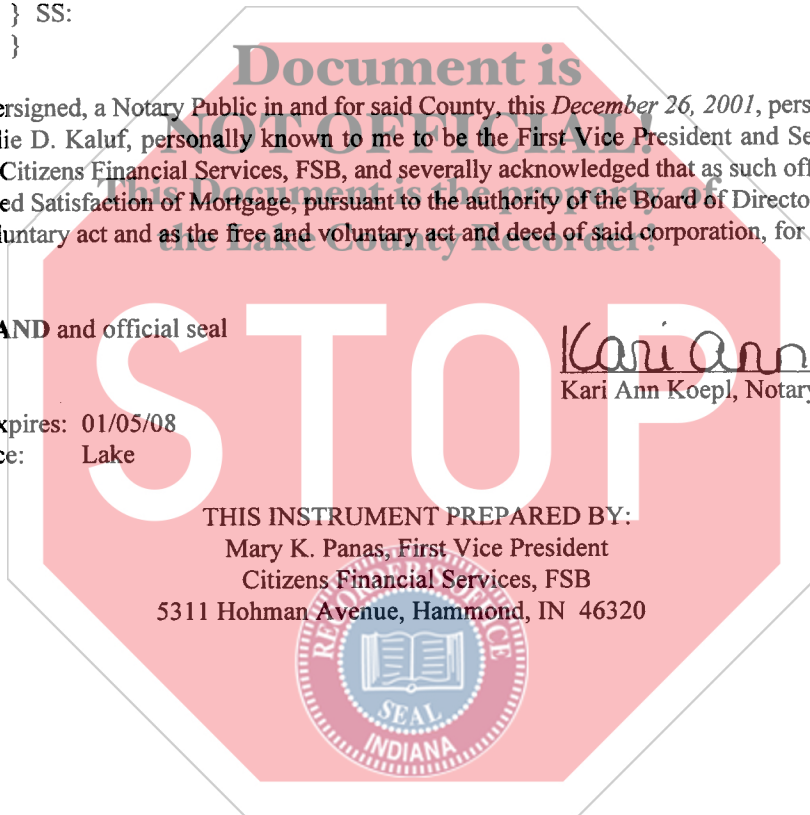 } SS:
}
Document is
ersigned, a Notary Public in and for said County, this December 26, 2001, pers
NOT OFFICIAL!
lie D. Kaluf, personally known to me to be the First Vice President and Se
Citizens Financial Services, FSB, and severally acknowledged that as such off
This Document is the property of
ed Satisfaction of Mortgage, pursuant to the authority of the Board of Directo
the Lake County Recorder!
luntary act and as the free and voluntary act and deed of said corporation, for
STOP
AND and official seal
Kari Ann
Kari Ann Koepl, Notary
xpires: 01/05/08
ce: Lake
THIS INSTRUMENT PREPARED BY:
Mary K. Panas, First Vice President
Citizens Financial Services, FSB
5311 Hohman Avenue, Hammond, IN 46320
RECORDER'S OFFICE
SEAL
INDIANA